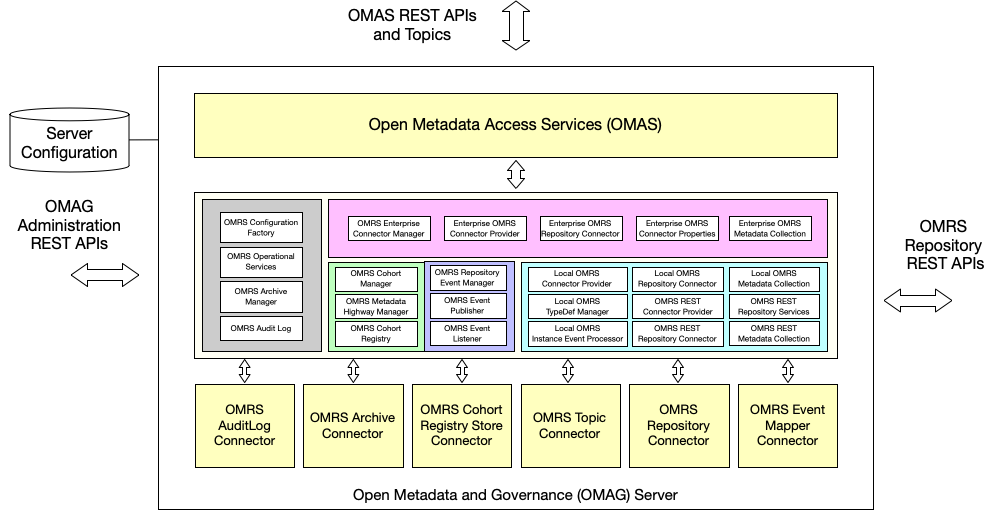 OMAS REST APIs
and Topics
Server
Configuration
Open Metadata Access Services (OMAS)
OMAG
Administration
REST APIs
OMRS Configuration
Factory
OMRS Operational
Services
OMRS Archive
Manager
OMRS Audit Log
OMRS Enterprise
Connector Manager
Enterprise OMRS
Connector Provider
Enterprise OMRS
Repository Connector
Enterprise OMRS
Connector Properties
Enterprise OMRS
Metadata Collection
OMRS Cohort
Manager
OMRS Metadata
Highway Manager
OMRS Cohort
Registry
OMRS Repository
Event Manager
OMRS Event
Publisher
OMRS Event
Listener
Local OMRS
Connector Provider
Local OMRS
Repository Connector
Local OMRS
Metadata Collection
Local OMRS
TypeDef Manager
OMRS REST
Connector Provider
OMRS REST
Repository Services
Local OMRS
Instance Event Processor
OMRS REST
Repository Connector
OMRS REST
Metadata Collection
OMRS
Repository
REST APIs
OMRS
AuditLog
Connector
OMRS Archive
Connector
OMRS Cohort
Registry Store
Connector
OMRS Topic
Connector
OMRS
Repository
Connector
OMRS Event
Mapper
Connector
Open Metadata and Governance (OMAG) Server